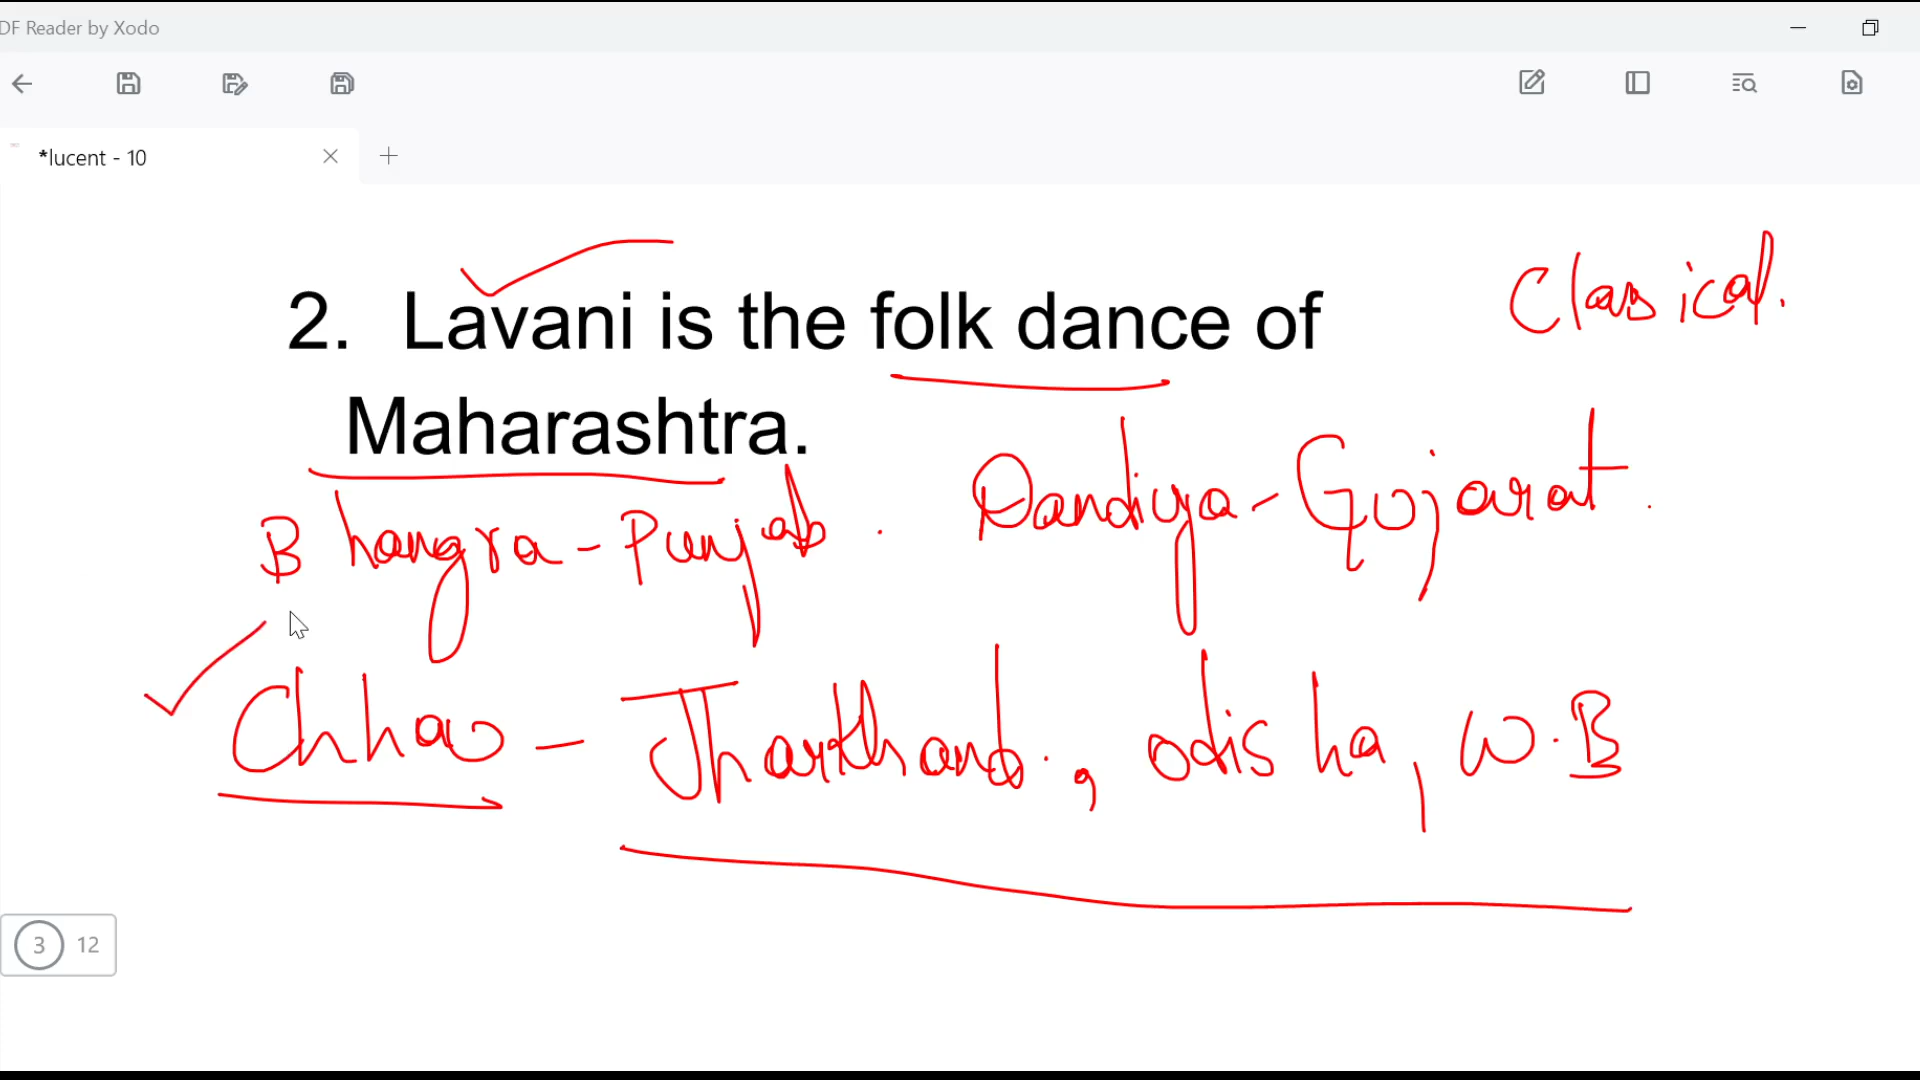 DF Reader by Xodo
*lucent - 10
Classical.
2. Lavani is the folk dance of
Maharashtra.
Bhangra - Punjab. Dandiya - Gujarat.
Chhau - Jharkhand., odisha, W.B
3 12